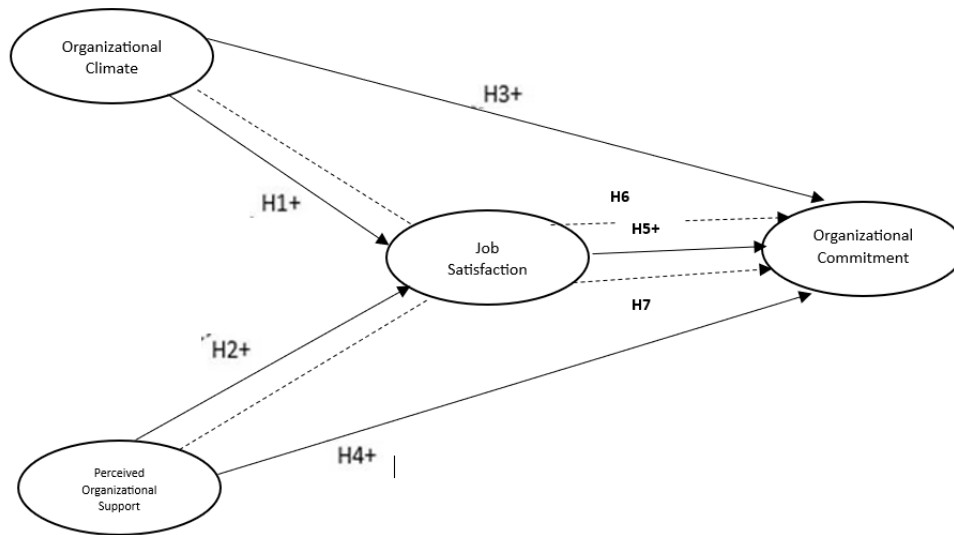 Organizational
Climate
H3+
H1+
H6
H5+
Job
Satisfaction
Organizational
Commitment
H7
H2+
H4+
Perceived
Organizational
Support